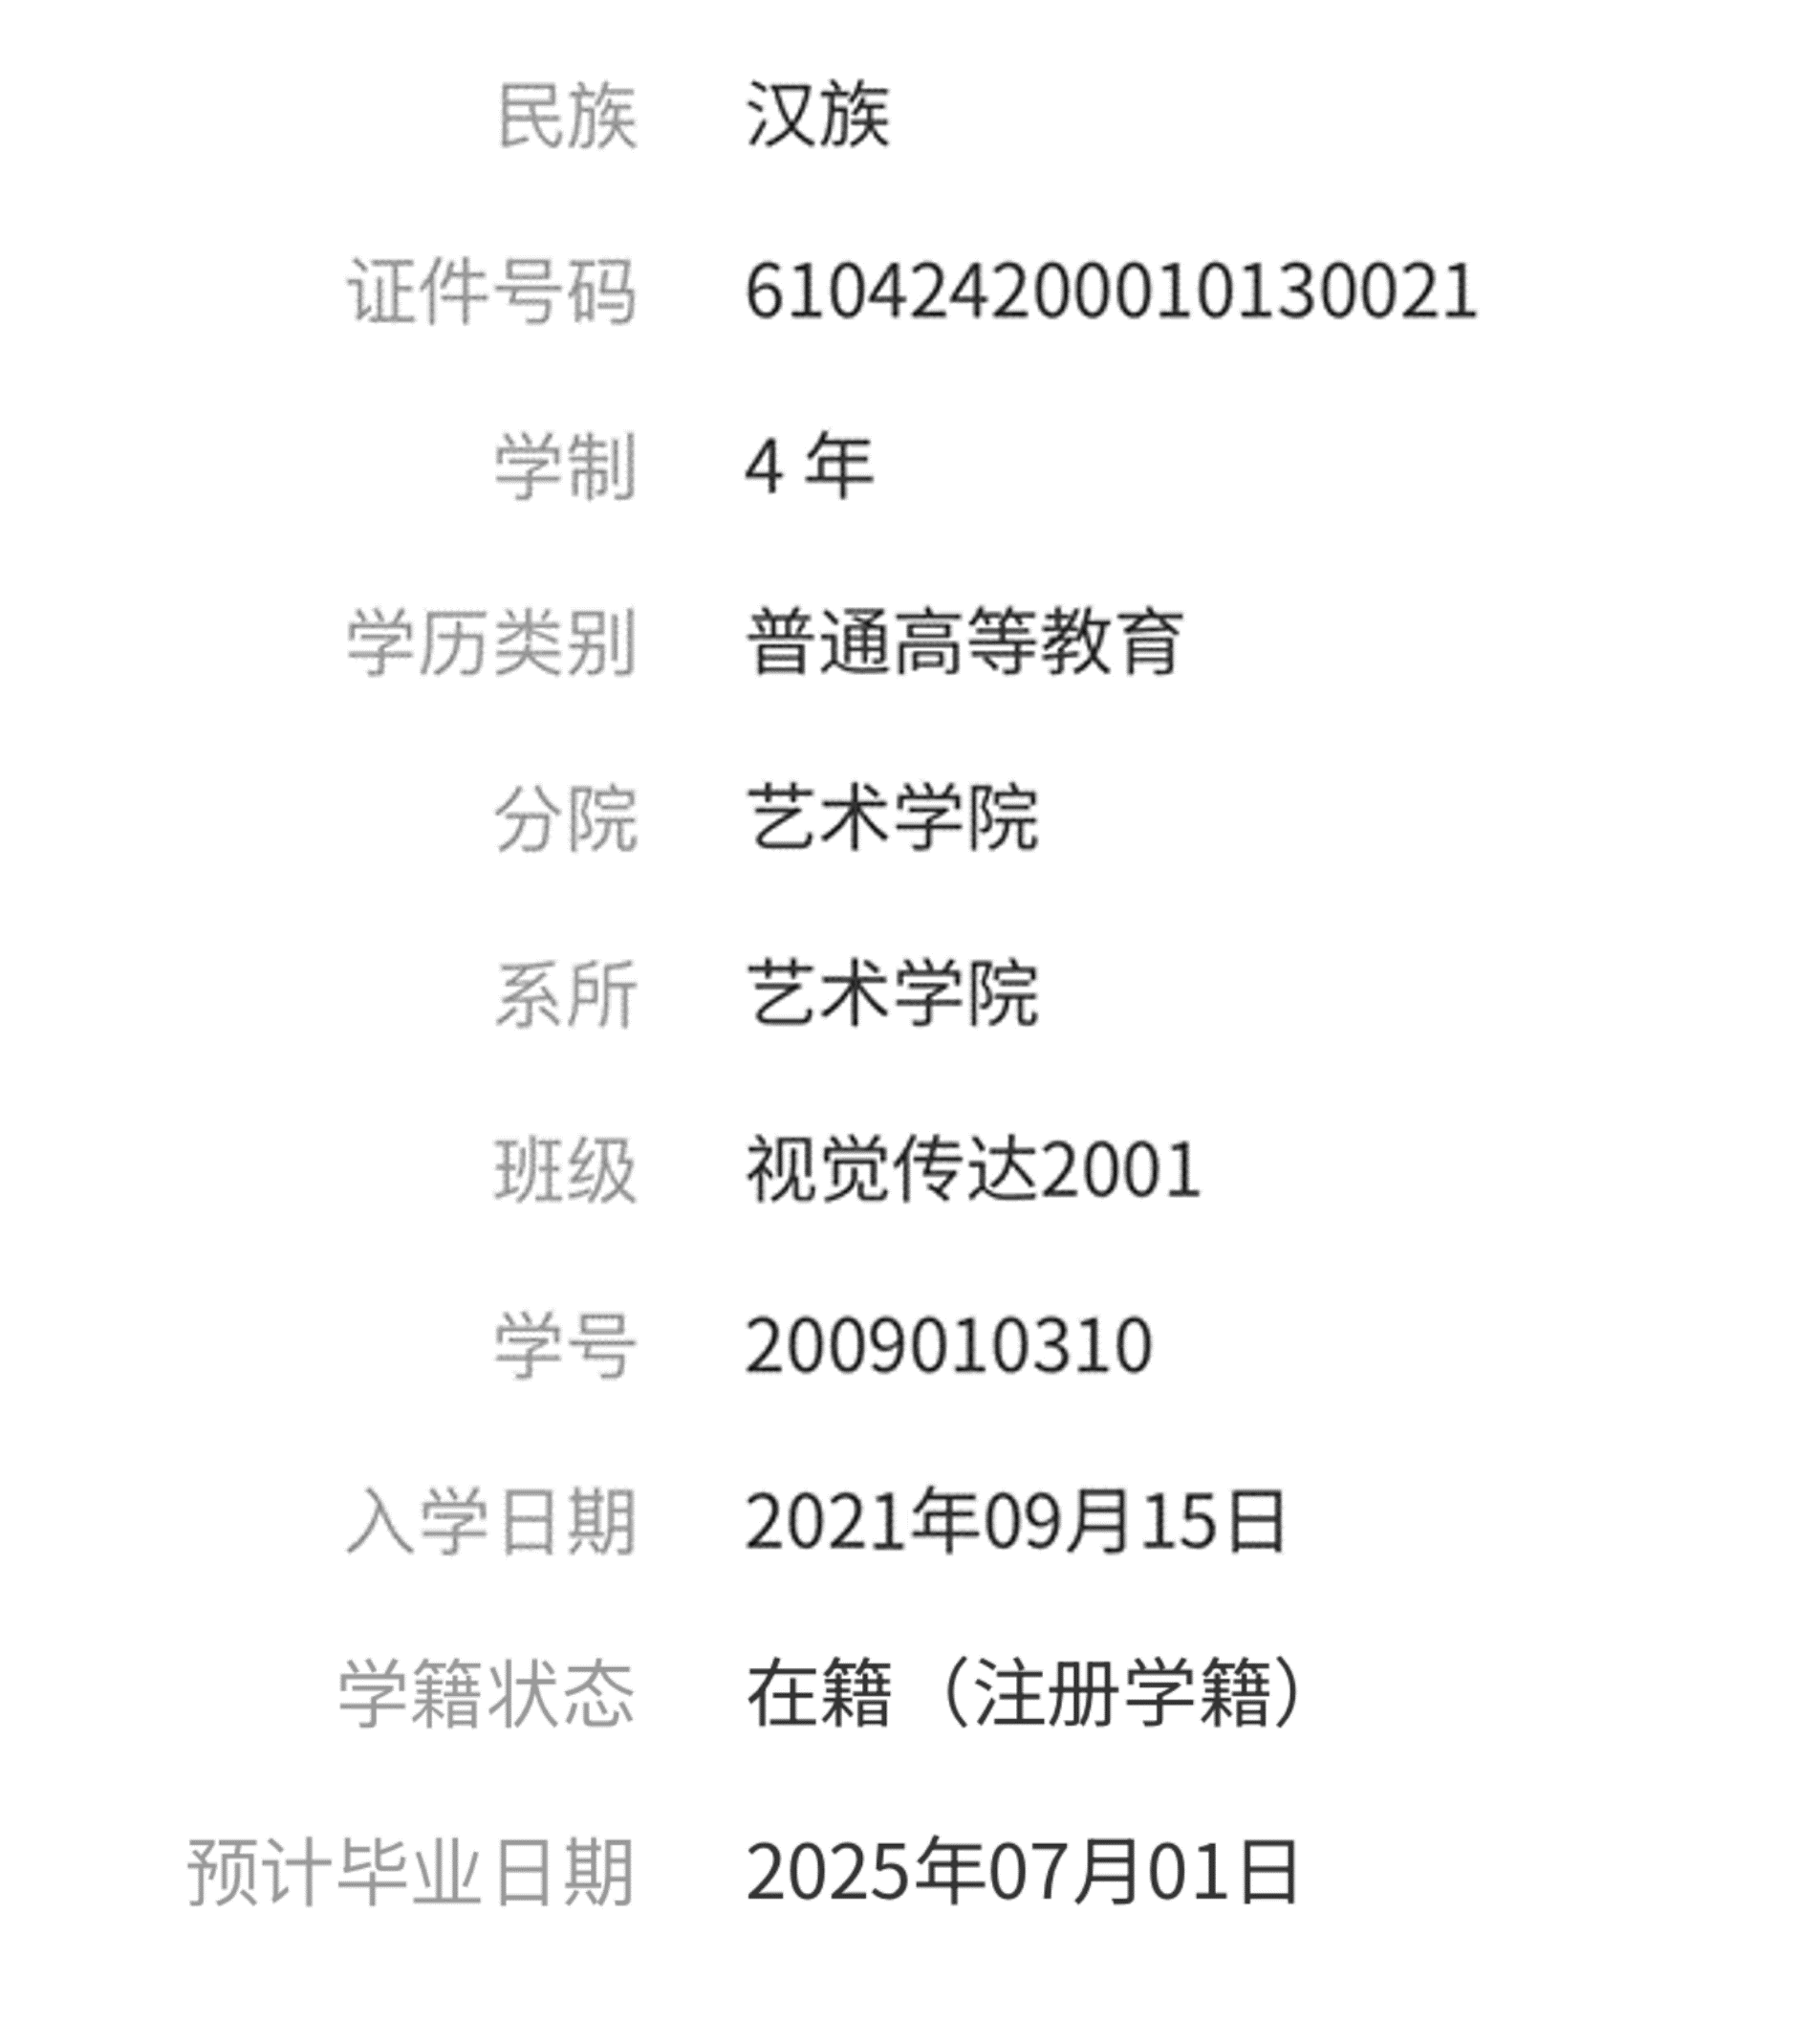 民族 汉族
证件号码 610424200010130021
学制 4 年
学历类别 普通高等教育
分院 艺术学院
系所 艺术学院
班级 视觉传达2001
学号 2009010310
入学日期 2021年09月15日
学籍状态 在籍（注册学籍）
预计毕业日期 2025年07月01日